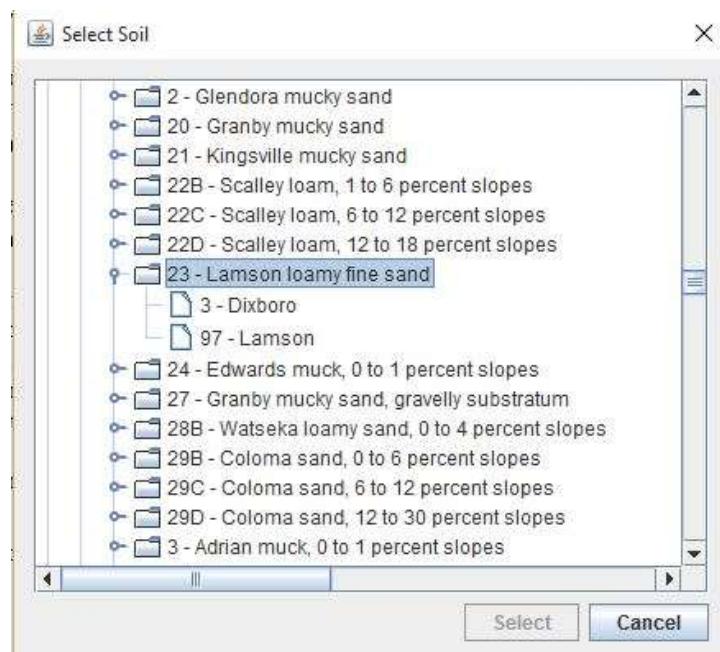 Select Soil
2 - Glendora mucky sand
20 - Granby mucky sand
21 - Kingsville mucky sand
22B - Scalley loam, 1 to 6 percent slopes
22C - Scalley loam, 6 to 12 percent slopes
22D - Scalley loam, 12 to 18 percent slopes
23 - Lamson loamy fine sand
3 - Dixboro
97 - Lamson
24 - Edwards muck, 0 to 1 percent slopes
27 - Granby mucky sand, gravelly substratum
28B - Watseka loamy sand, 0 to 4 percent slopes
29B - Coloma sand, 0 to 6 percent slopes
29C - Coloma sand, 6 to 12 percent slopes
29D - Coloma sand, 12 to 30 percent slopes
3 - Adrian muck, 0 to 1 percent slopes
Select Cancel